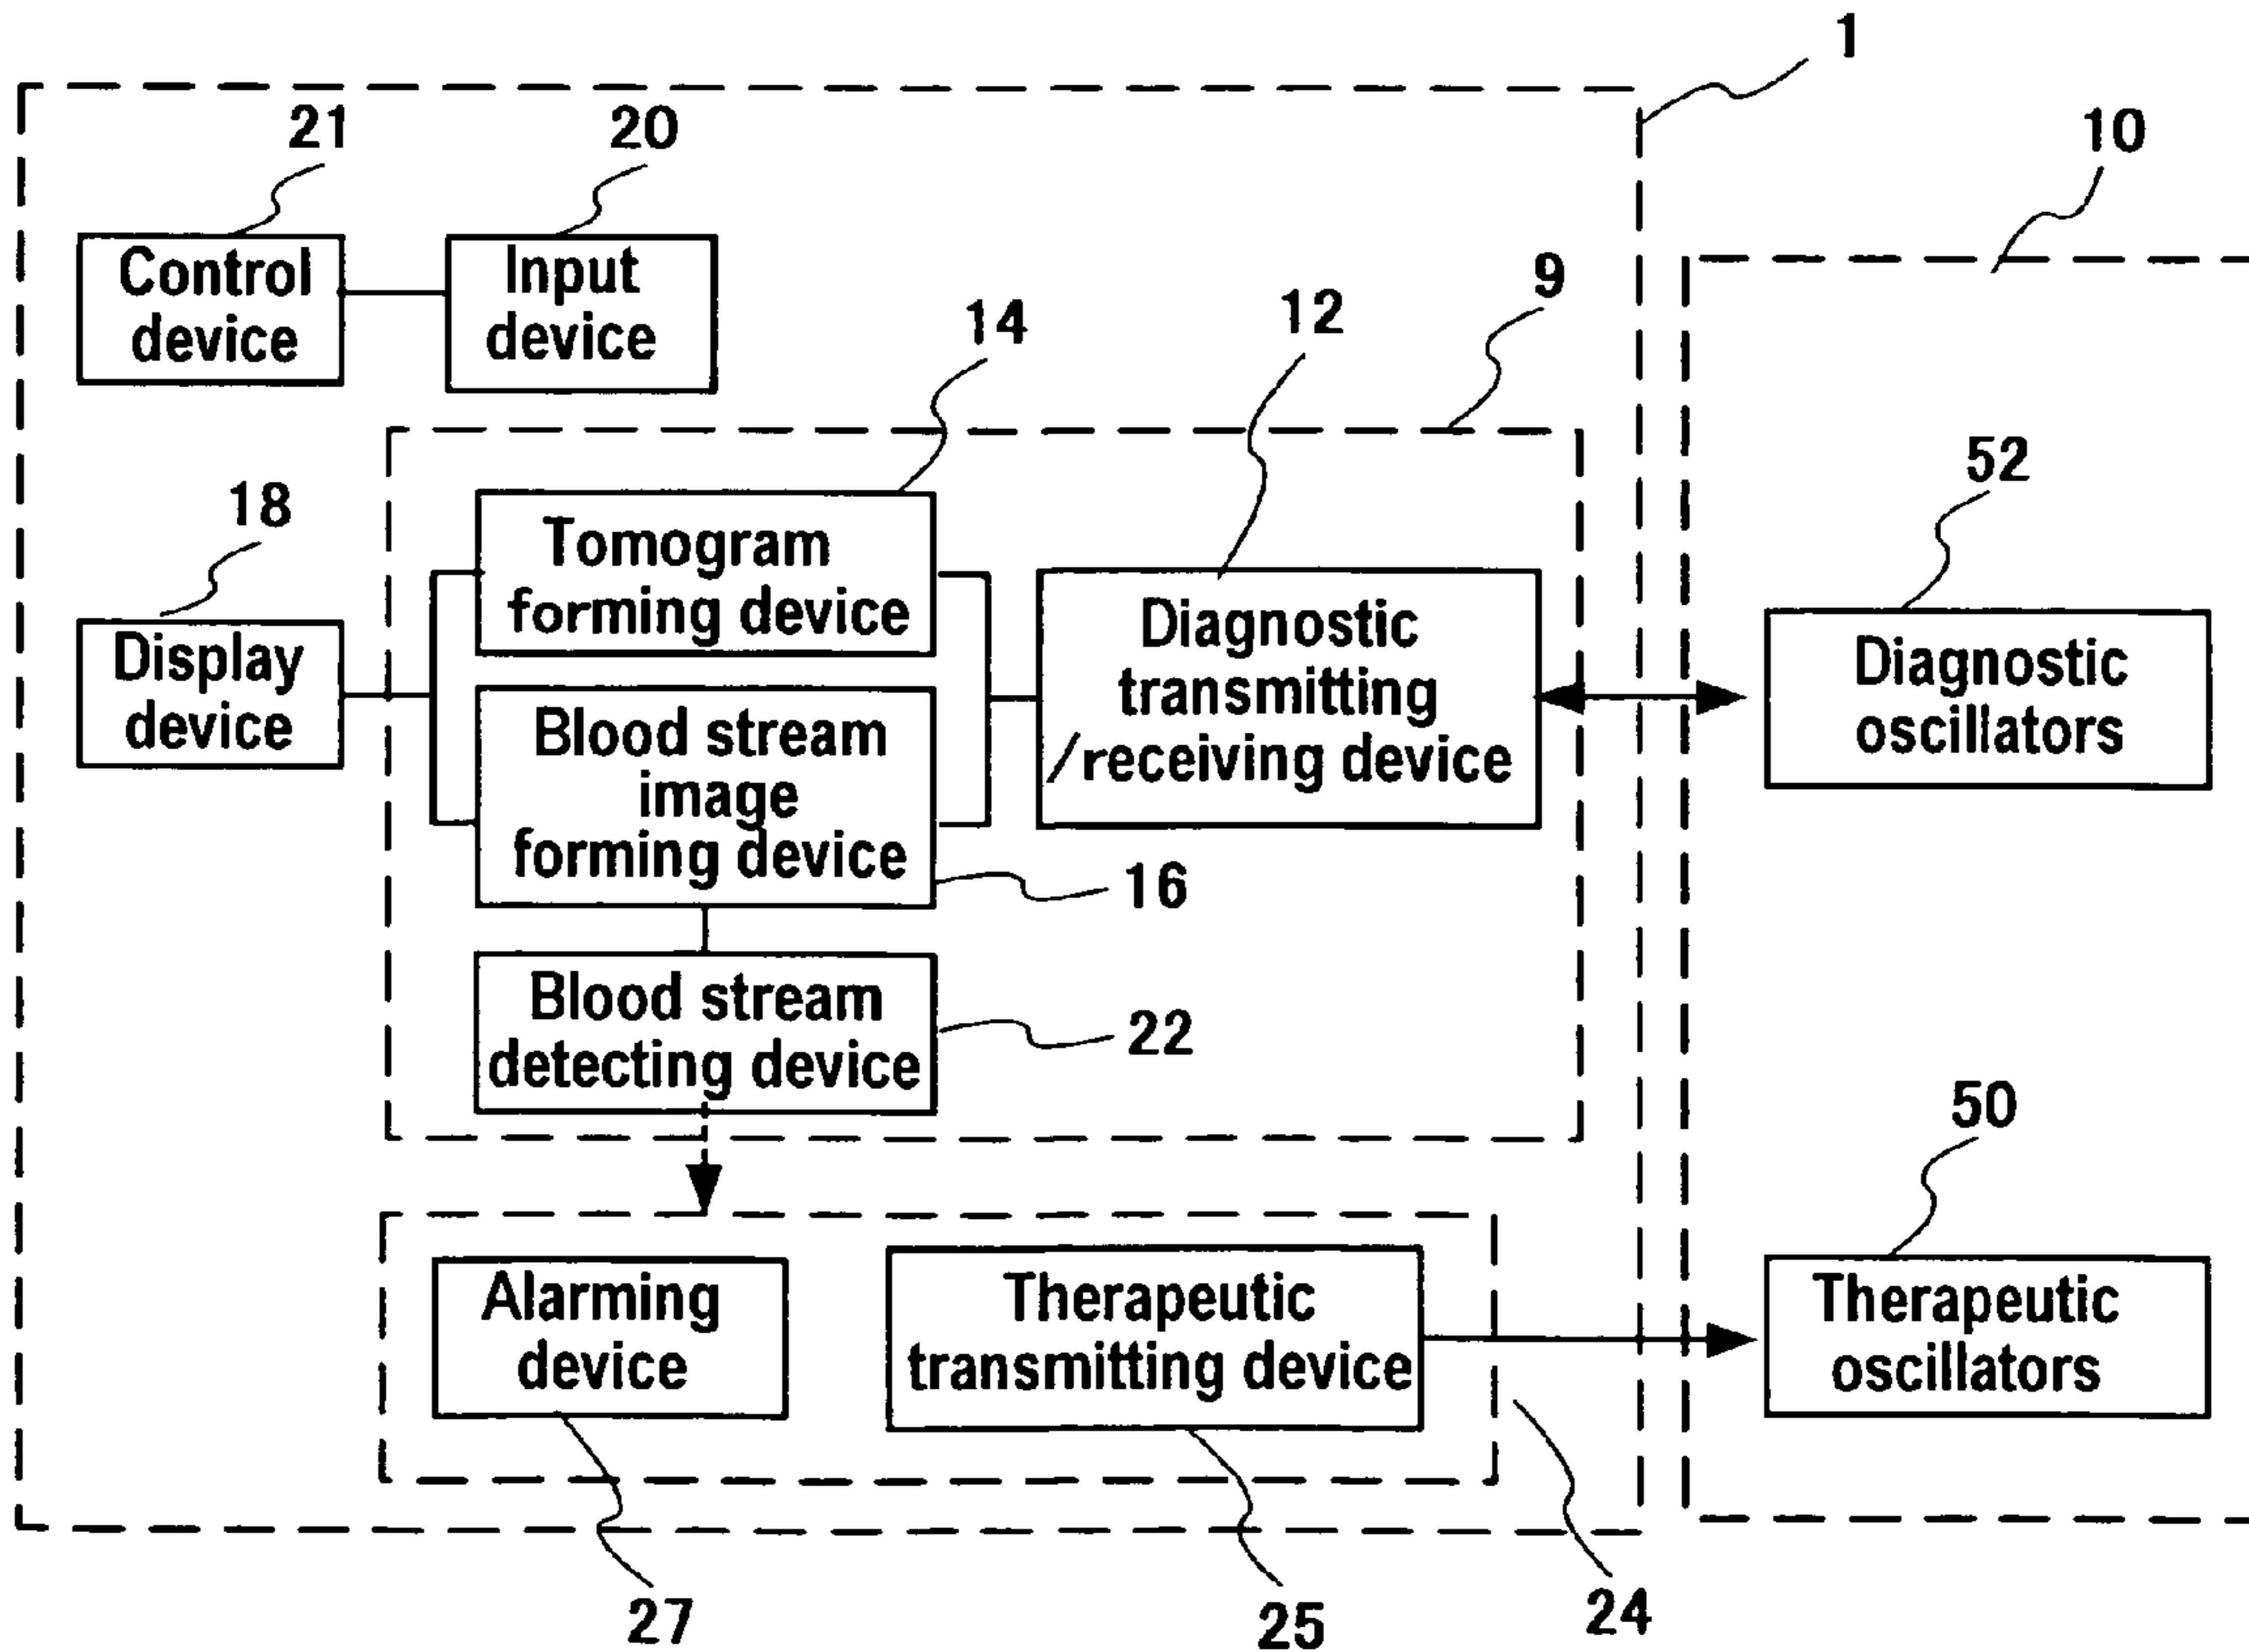 1
21
20
10
Control
device
Input
device
9
14
12
18
52
Tomogram
forming device
Display
device
Diagnostic
transmitting
/receiving device
Diagnostic
oscillators
Blood stream
image
forming device
16
Blood stream
detecting device
22
50
Alarming
device
Therapeutic
transmitting device
Therapeutic
oscillators
27
25
24